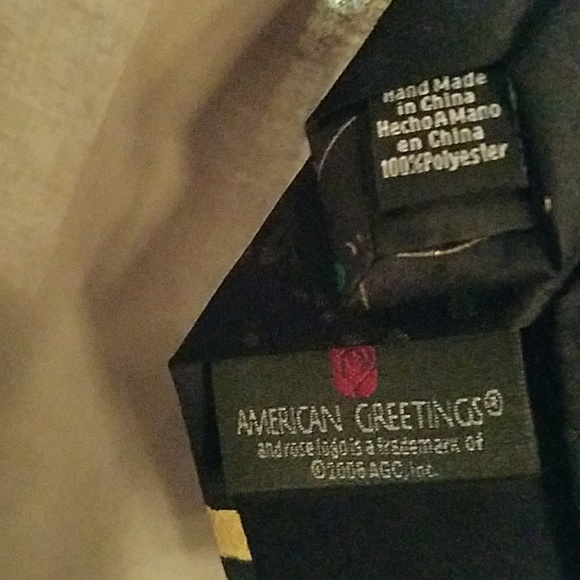 Hand Made
in China
Hecho A Mano
en China
100% Polyester
AMERICAN GREETINGS®
and rose logo is a trademark of
©2006 AGC, Inc.